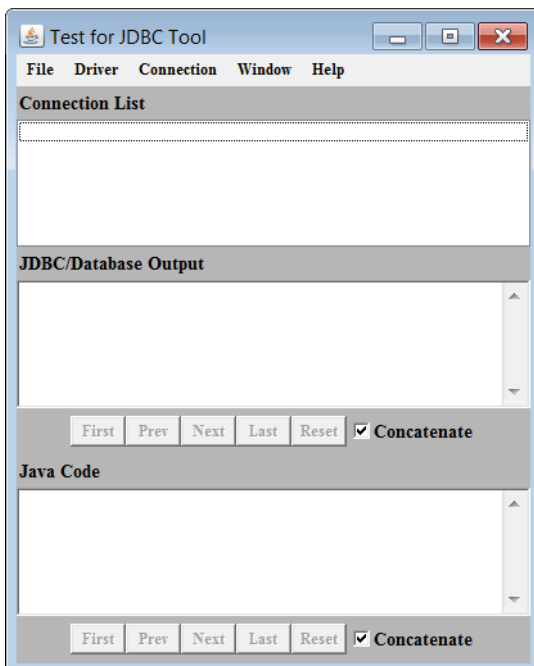 Test for JDBC Tool
File Driver Connection Window Help
Connection List
JDBC/Database Output
First Prev Next Last Reset Concatenate
Java Code
First Prev Next Last Reset Concatenate